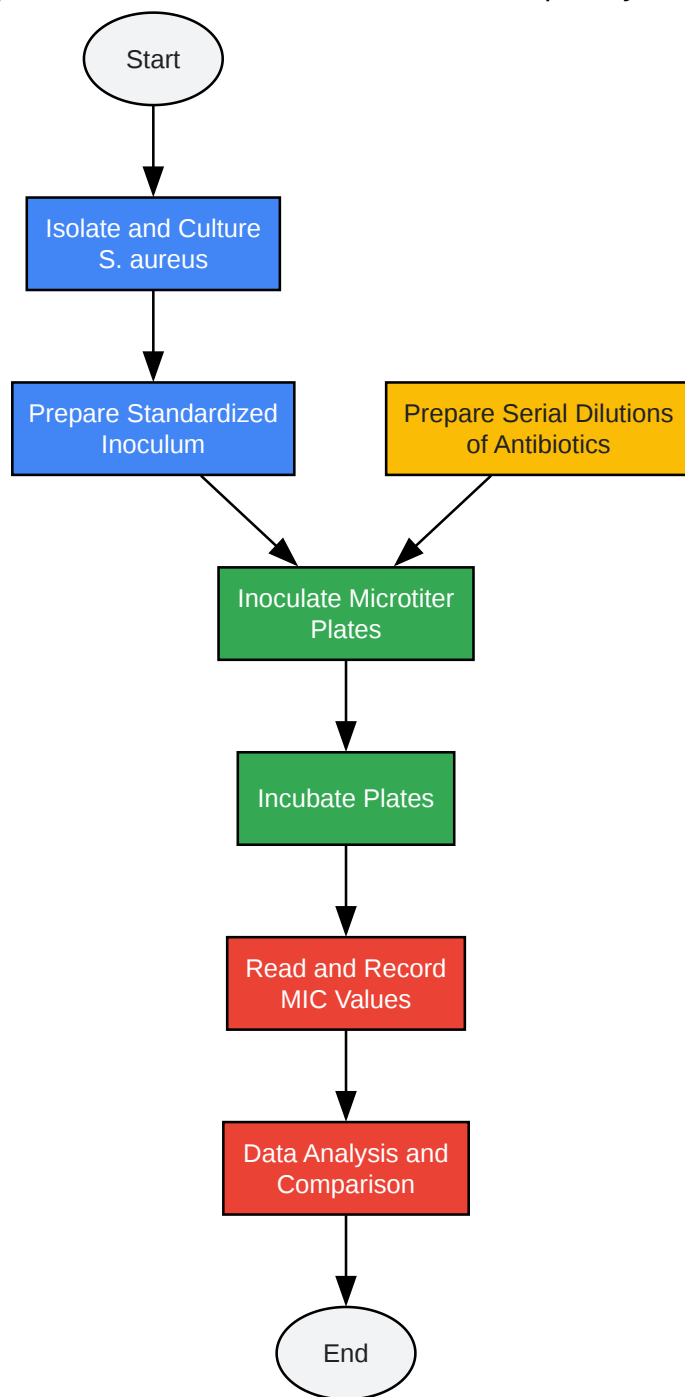 Start
Isolate and Culture
S. aureus
Prepare Standardized
Inoculum
Prepare Serial Dilutions
of Antibiotics
Inoculate Microtiter
Plates
Incubate Plates
Read and Record
MIC Values
Data Analysis and
Comparison
End